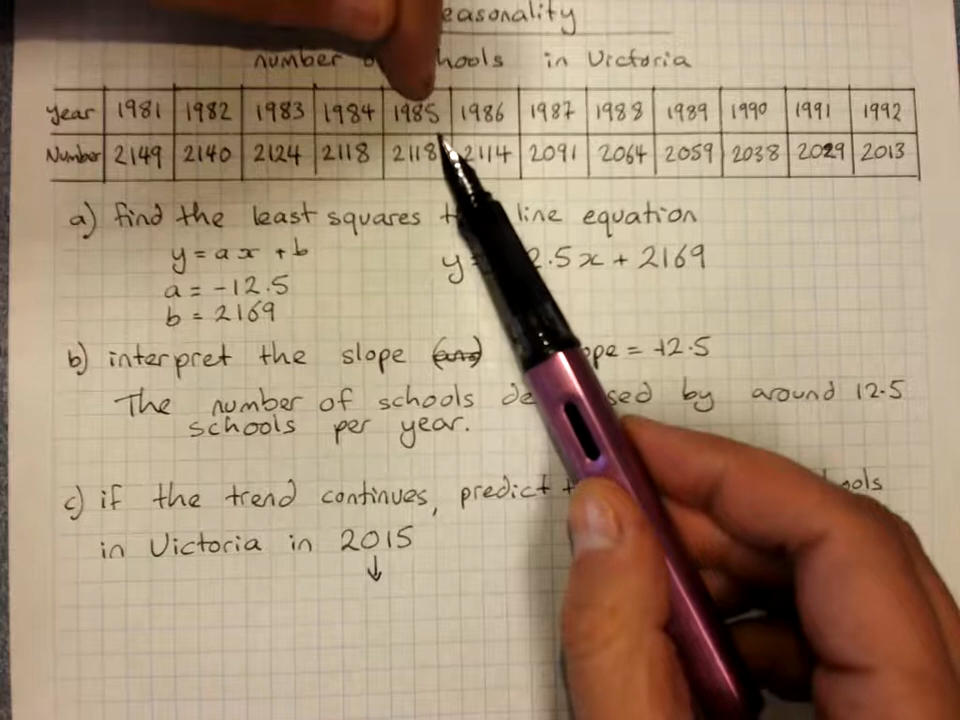 easonality
number o hools in Victoria
Year 1981 1982 1983 1984 1985 1986 1987 1988 1989 1990 1991 1992
Number 2149 2140 2124 2118 2118 2114 2091 2064 2059 2038 2029 2013
a) find the least squares t line equation
y = ax + b y 2.5x + 2169
a = -12.5
b = 2169
b) interpret the slope ope = -12.5
The number of schools de sed by around 12.5
schools per year.
c) if the trend continues, predict t ools
in Victoria in 2015
↓